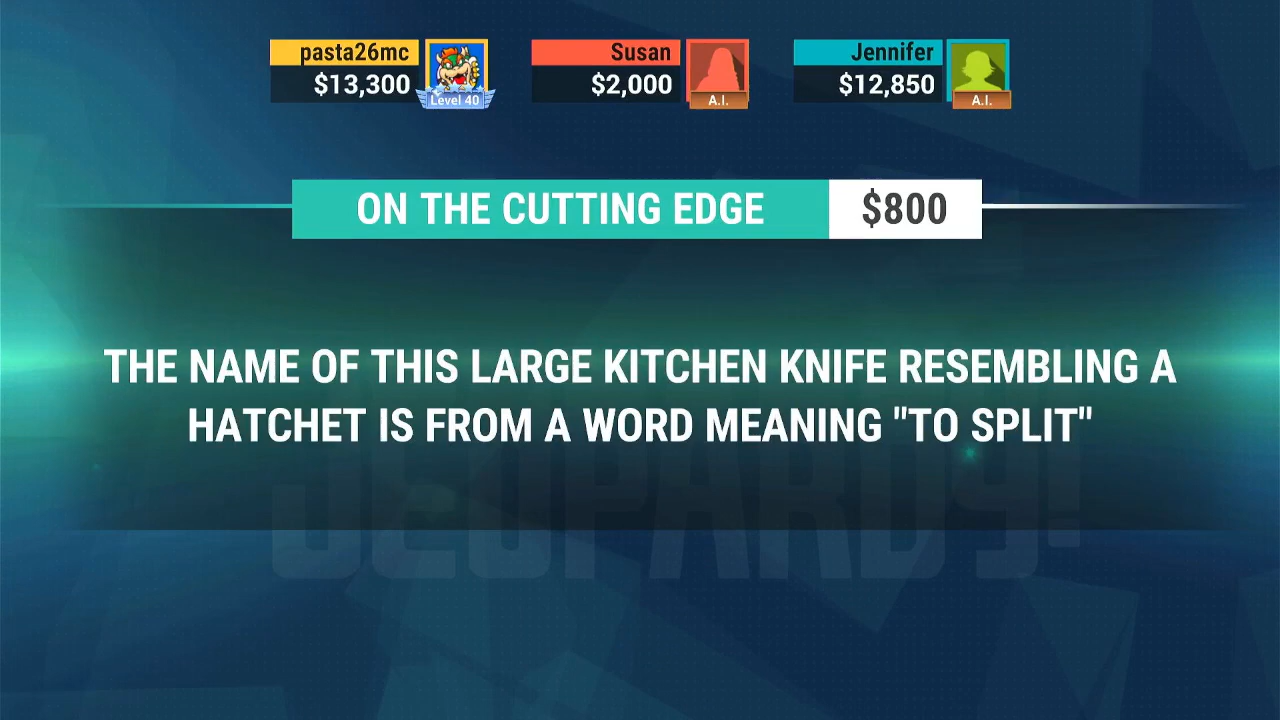 pasta26mc
$13,300
Level 40
Susan
$2,000
A.I.
Jennifer
$12,850
A.I.
ON THE CUTTING EDGE
$800
THE NAME OF THIS LARGE KITCHEN KNIFE RESEMBLING A
HATCHET IS FROM A WORD MEANING "TO SPLIT"
JEOPARDY!